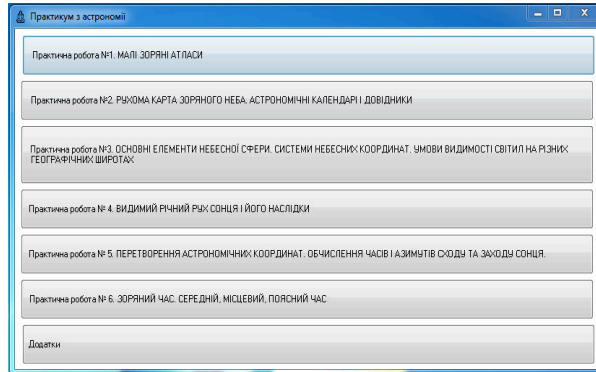 Практикум з астрономії
Практична робота №1. МАЛІ ЗОРЯНІ АТЛАСИ
Практична робота №2. РУХОМА КАРТА ЗОРЯНОГО НЕБА. АСТРОНОМІЧНІ КАЛЕНДАРІ І ДОВІДНИКИ
Практична робота №3. ОСНОВНІ ЕЛЕМЕНТИ НЕБЕСНОЇ СФЕРИ. СИСТЕМИ НЕБЕСНИХ КООРДИНАТ. УМОВИ ВИДИМОСТІ СВІТИЛ НА РІЗНИХ
ГЕОГРАФІЧНИХ ШИРОТАХ
Практична робота № 4. ВИДИМИЙ РІЧНИЙ РУХ СОНЦЯ І ЙОГО НАСЛІДКИ
Практична робота № 5. ПЕРЕТВОРЕННЯ АСТРОНОМІЧНИХ КООРДИНАТ. ОБЧИСЛЕННЯ ЧАСІВ І АЗИМУТІВ СХОДУ ТА ЗАХОДУ СОНЦЯ.
Практична робота № 6. ЗОРЯНИЙ ЧАС. СЕРЕДНІЙ, МІСЦЕВИЙ, ПОЯСНИЙ ЧАС
Додатки